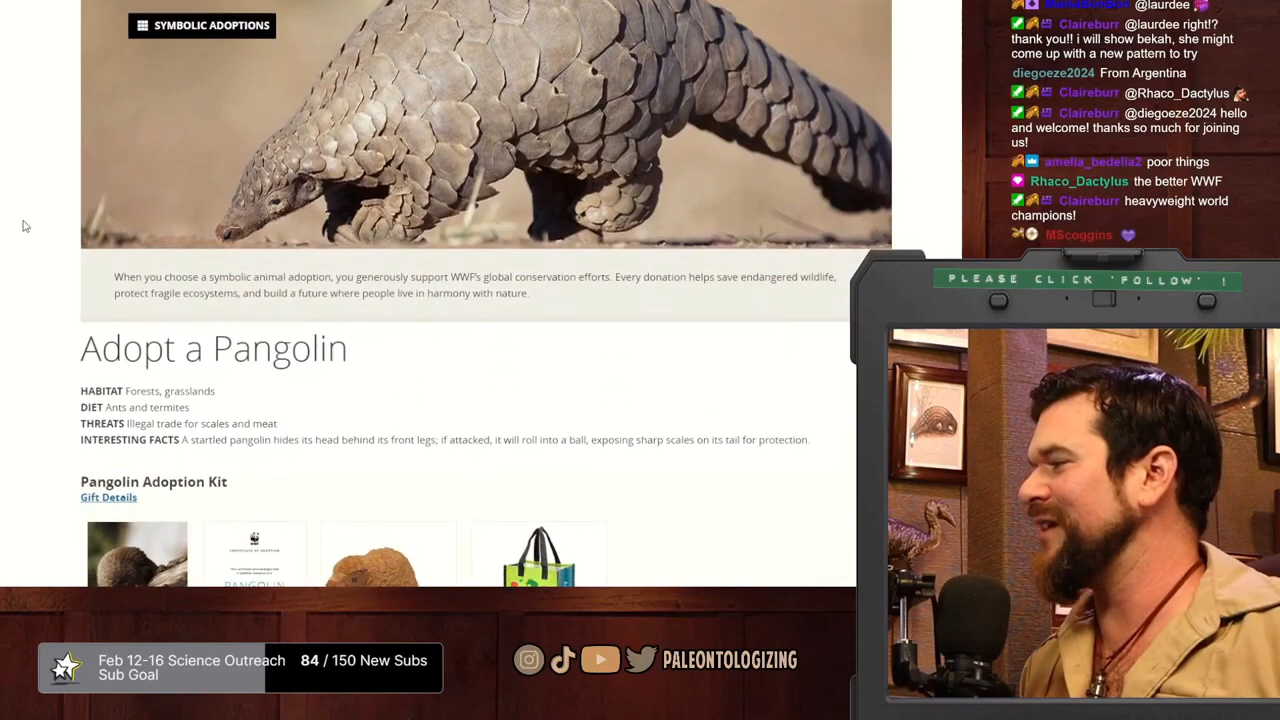 SYMBOLIC ADOPTIONS
When you choose a symbolic animal adoption, you generously support WWF's global conservation efforts. Every donation helps save endangered wildlife,
protect fragile ecosystems, and build a future where people live in harmony with nature.
Adopt a Pangolin
HABITAT Forests, grasslands
DIET Ants and termites
THREATS Illegal trade for scales and meat
INTERESTING FACTS A startled pangolin hides its head behind its front legs; if attacked, it will roll into a ball, exposing sharp scales on its tail for protection.
Pangolin Adoption Kit
Gift Details
WWF
CERTIFICATE OF ADOPTION
PANGOLIN
@laurdee
Claireburr @laurdee right!?
thank you!! i will show bekah, she might
come up with a new pattern to try
diegoeze2024 From Argentina
Claireburr @Rhaco_Dactylus
Claireburr @diegoeze2024 hello
and welcome! thanks so much for joining
us!
amelia_bedelia2 poor things
Rhaco_Dactylus the better WWF
Claireburr heavyweight world
champions!
MScoggins
PLEASE CLICK 'FOLLOW' !
Feb 12-16 Science Outreach 84 / 150 New Subs
Sub Goal
PALEONTOLOGIZING